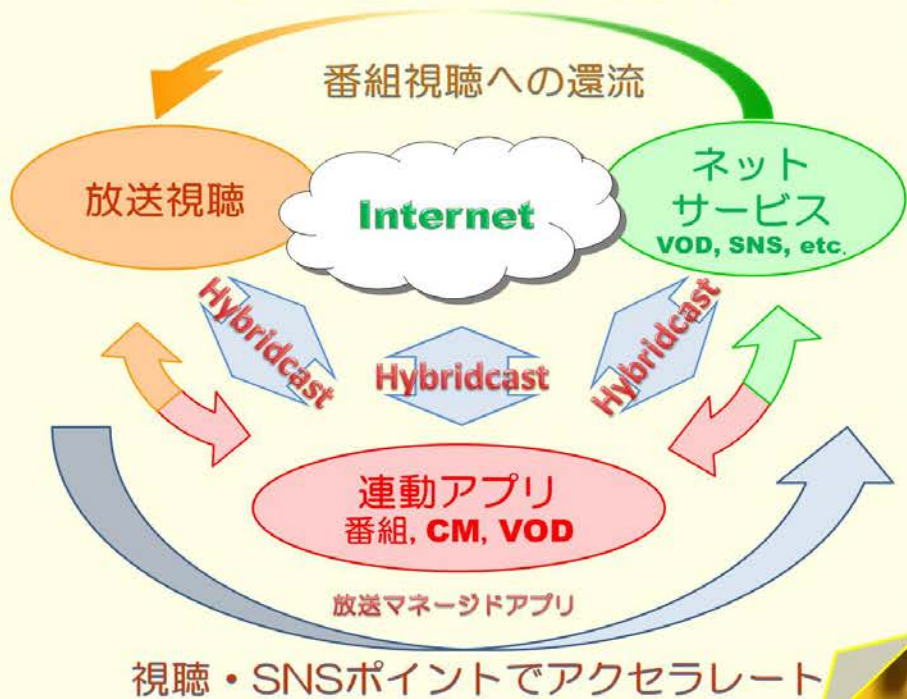 番組視聴への還流
放送視聴
Internet
ネット
サービス
VOD, SNS, etc.
Hybridcast
Hybridcast
Hybridcast
連動アプリ
番組, CM, VOD
放送マネージドアプリ
視聴・SNSポイントでアクセラレート